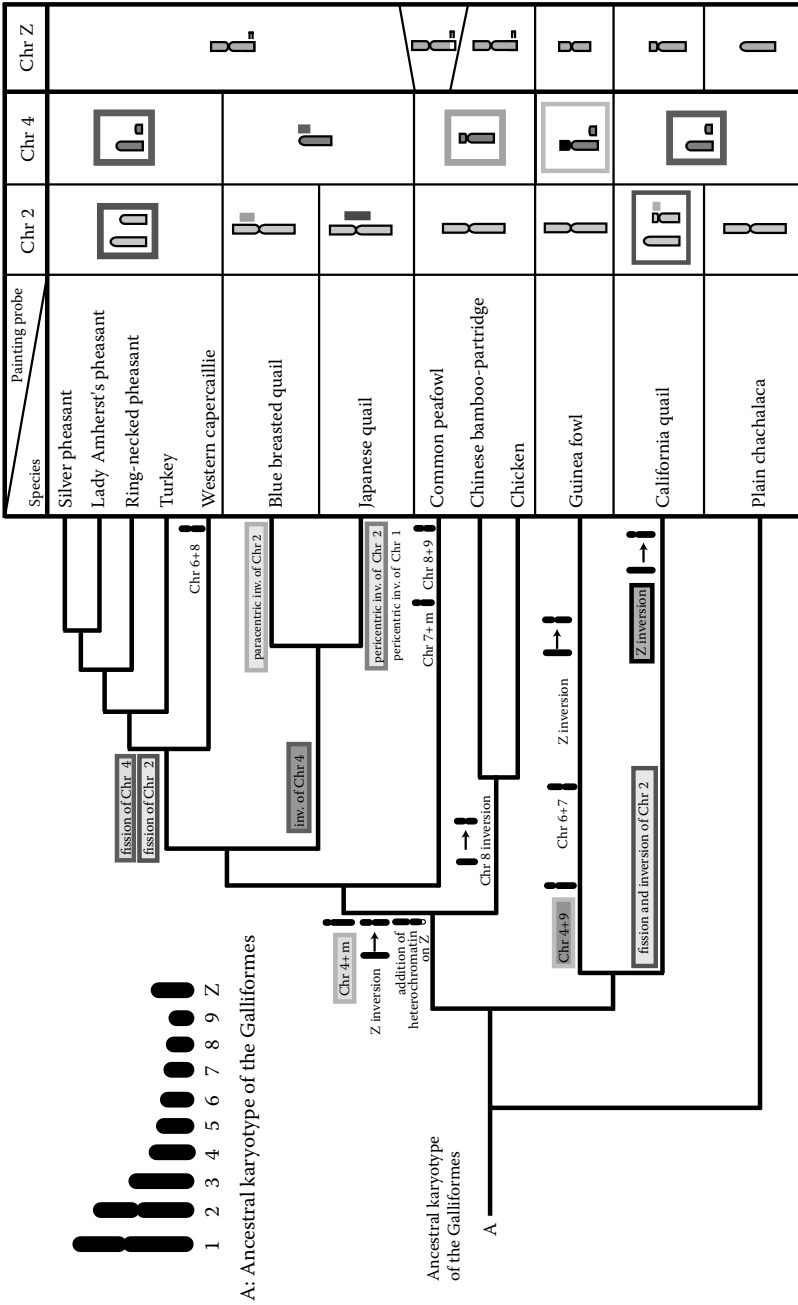 1 2 3 4 5 6 7 8 9 Z
A: Ancestral karyotype of the Galliformes
Ancestral karyotype
of the Galliformes
A
Species
Painting probe
Chr 2
Chr 4
Chr Z
Silver pheasant
Lady Amherst's pheasant
Ring-necked pheasant
Turkey
Western capercaillie
Blue breasted quail
Japanese quail
Common peafowl
Chinese bamboo-partridge
Chicken
Guinea fowl
California quail
Plain chachalaca
fission of Chr 4
fission of Chr 2
Chr 6+8
paracentric inv. of Chr 2
inv. of Chr 4
pericentric inv. of Chr 2
pericentric inv. of Chr 1
Chr 7+m
Chr 8+9
Chr 4+m
Z inversion
addition of
heterochromatin
on Z
Chr 8 inversion
Chr 4+9
Chr 6+7
Z inversion
fission and inversion of Chr 2
Z inversion